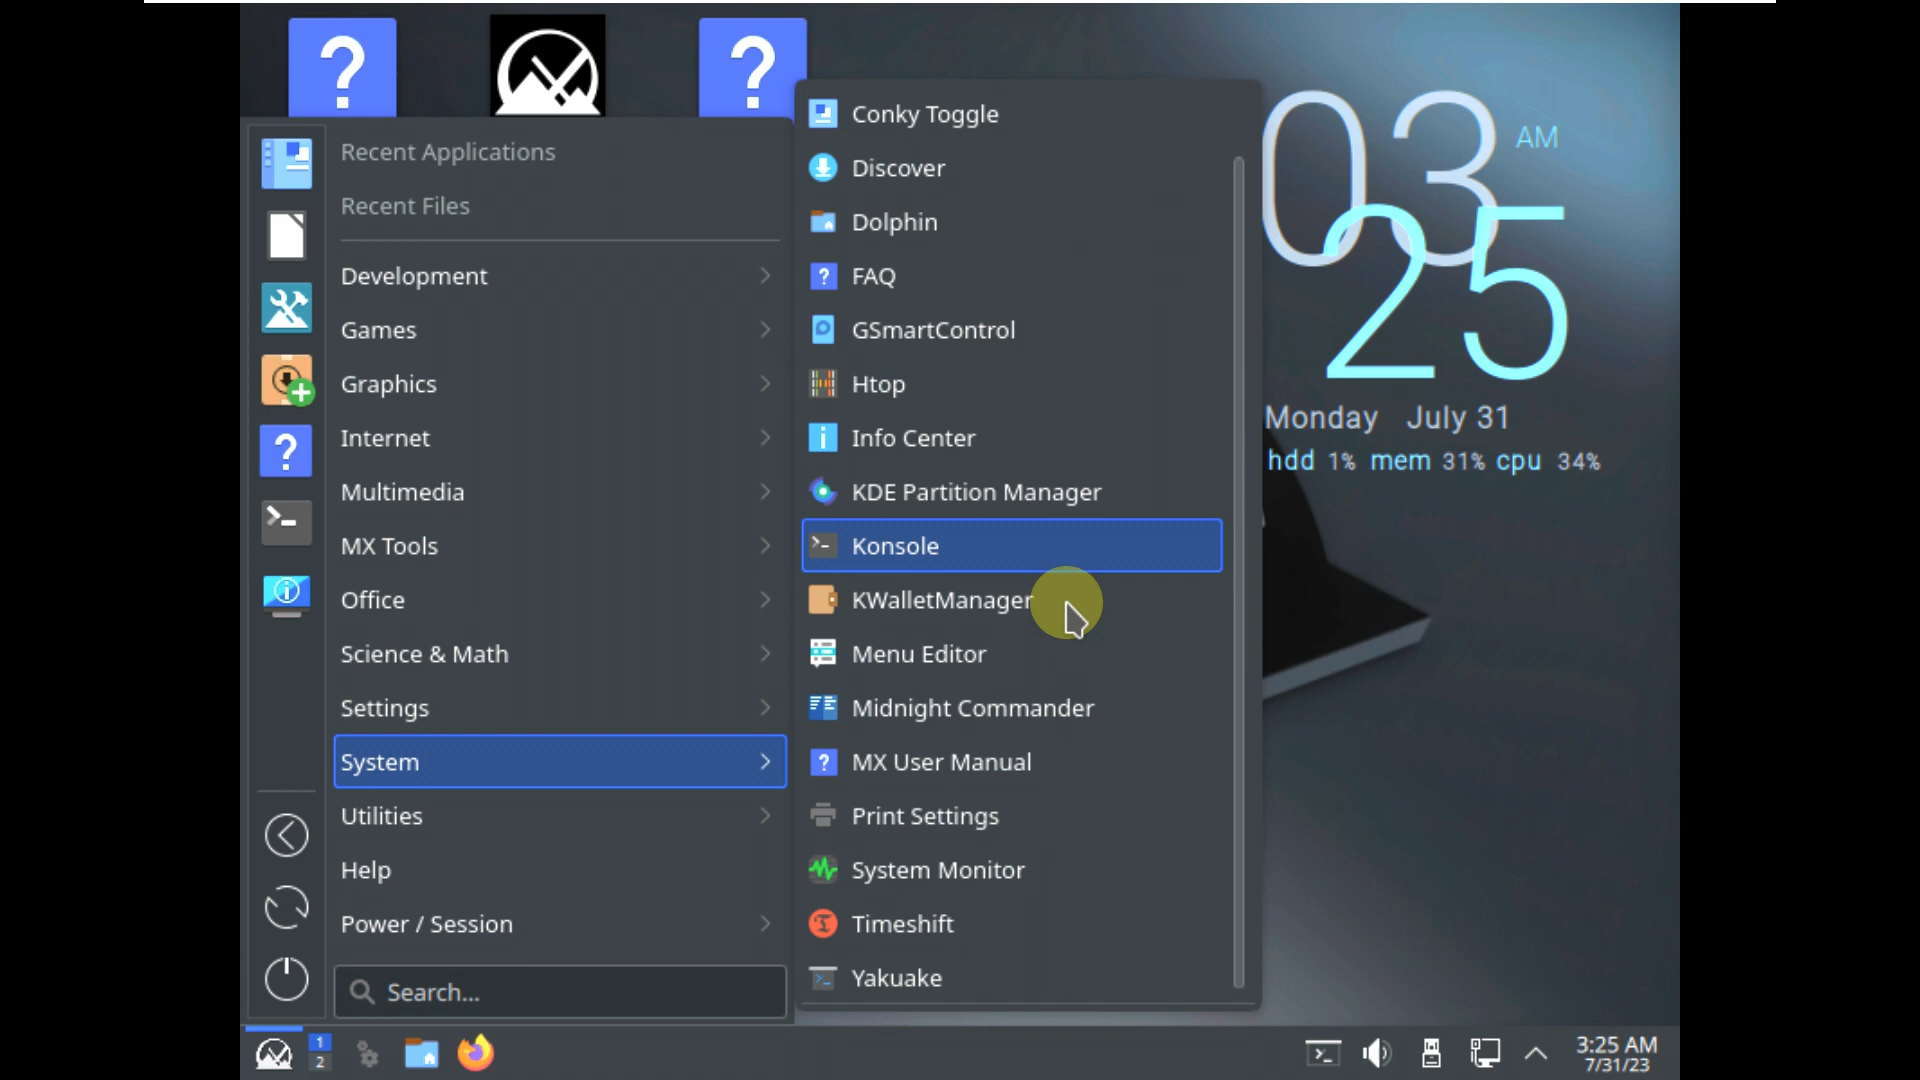 Recent Applications
Recent Files
Development
Games
Graphics
Internet
Multimedia
MX Tools
Office
Science & Math
Settings
System
Utilities
Help
Power / Session
Search...
Conky Toggle
Discover
Dolphin
FAQ
GSmartControl
Htop
Info Center
KDE Partition Manager
Konsole
KWalletManager
Menu Editor
Midnight Commander
MX User Manual
Print Settings
System Monitor
Timeshift
Yakuake
03 AM
25
Monday July 31
hdd 1% mem 31% cpu 34%
1
2
3:25 AM
7/31/23